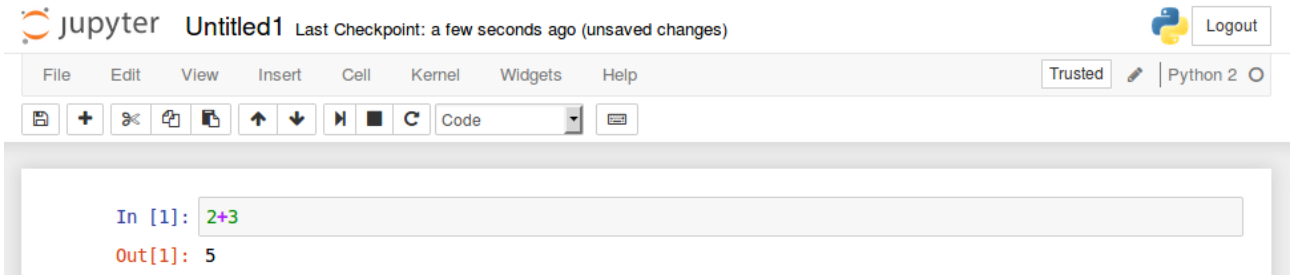 jupyter Untitled1 Last Checkpoint: a few seconds ago (unsaved changes) Logout
File Edit View Insert Cell Kernel Widgets Help Trusted Python 2
Code
In [1]: 2+3
Out[1]: 5